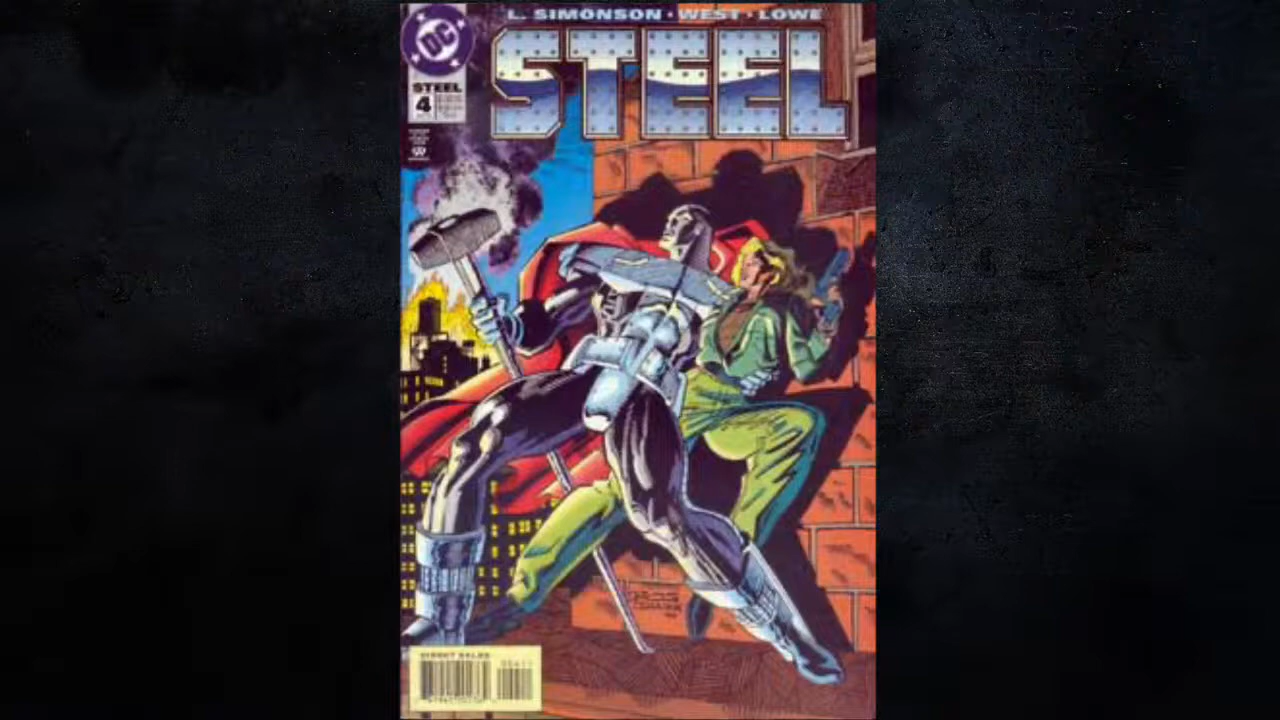 L. SIMONSON • WEST • LOWE
STEEL
DC
STEEL
4
DIRECT SALES